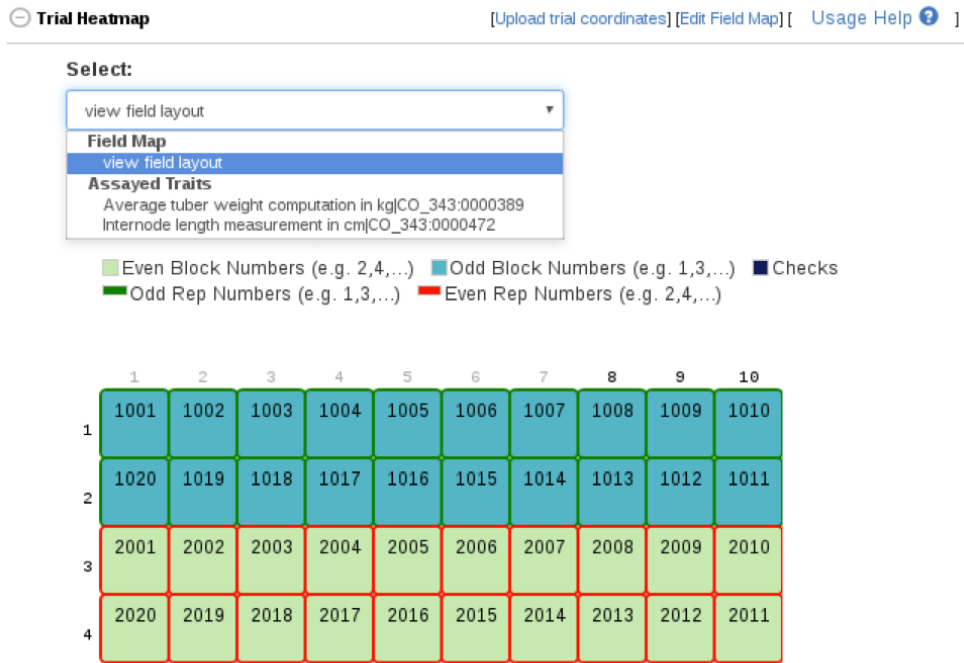 Trial Heatmap [Upload trial coordinates] [Edit Field Map] [ Usage Help ? ]
Select:
view field layout
Field Map
view field layout
Assayed Traits
Average tuber weight computation in kg|CO_343:0000389
Internode length measurement in cm|CO_343:0000472
Even Block Numbers (e.g. 2,4,...) Odd Block Numbers (e.g. 1,3,...) Checks
Odd Rep Numbers (e.g. 1,3,...) Even Rep Numbers (e.g. 2,4,...)
1 2 3 4 5 6 7 8 9 10
1 1001 1002 1003 1004 1005 1006 1007 1008 1009 1010
2 1020 1019 1018 1017 1016 1015 1014 1013 1012 1011
3 2001 2002 2003 2004 2005 2006 2007 2008 2009 2010
4 2020 2019 2018 2017 2016 2015 2014 2013 2012 2011